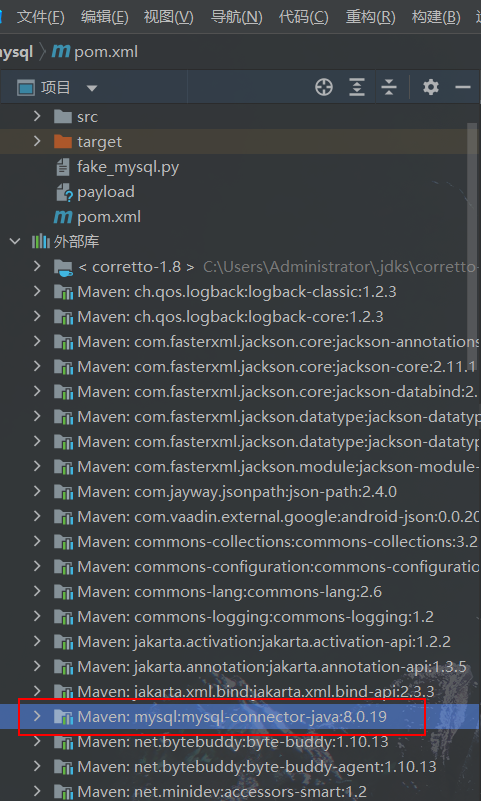 文件(F) 编辑(E) 视图(V) 导航(N) 代码(C) 重构(R) 构建(B)
mysql pom.xml
项目
src
target
fake_mysql.py
payload
pom.xml
外部库
< corretto-1.8 > C:\Users\Administrator\.jdks\corretto-
Maven: ch.qos.logback:logback-classic:1.2.3
Maven: ch.qos.logback:logback-core:1.2.3
Maven: com.fasterxml.jackson.core:jackson-annotations
Maven: com.fasterxml.jackson.core:jackson-core:2.11.1
Maven: com.fasterxml.jackson.core:jackson-databind:2.
Maven: com.fasterxml.jackson.datatype:jackson-datatyp
Maven: com.fasterxml.jackson.datatype:jackson-datatyp
Maven: com.fasterxml.jackson.module:jackson-module-
Maven: com.jayway.jsonpath:json-path:2.4.0
Maven: com.vaadin.external.google:android-json:0.0.20
Maven: commons-collections:commons-collections:3.2
Maven: commons-configuration:commons-configuration
Maven: commons-lang:commons-lang:2.6
Maven: commons-logging:commons-logging:1.2
Maven: jakarta.activation:jakarta.activation-api:1.2.2
Maven: jakarta.annotation:jakarta.annotation-api:1.3.5
Maven: jakarta.xml.bind:jakarta.xml.bind-api:2.3.3
Maven: mysql:mysql-connector-java:8.0.19
Maven: net.bytebuddy:byte-buddy:1.10.13
Maven: net.bytebuddy:byte-buddy-agent:1.10.13
Maven: net.minidev:accessors-smart:1.2